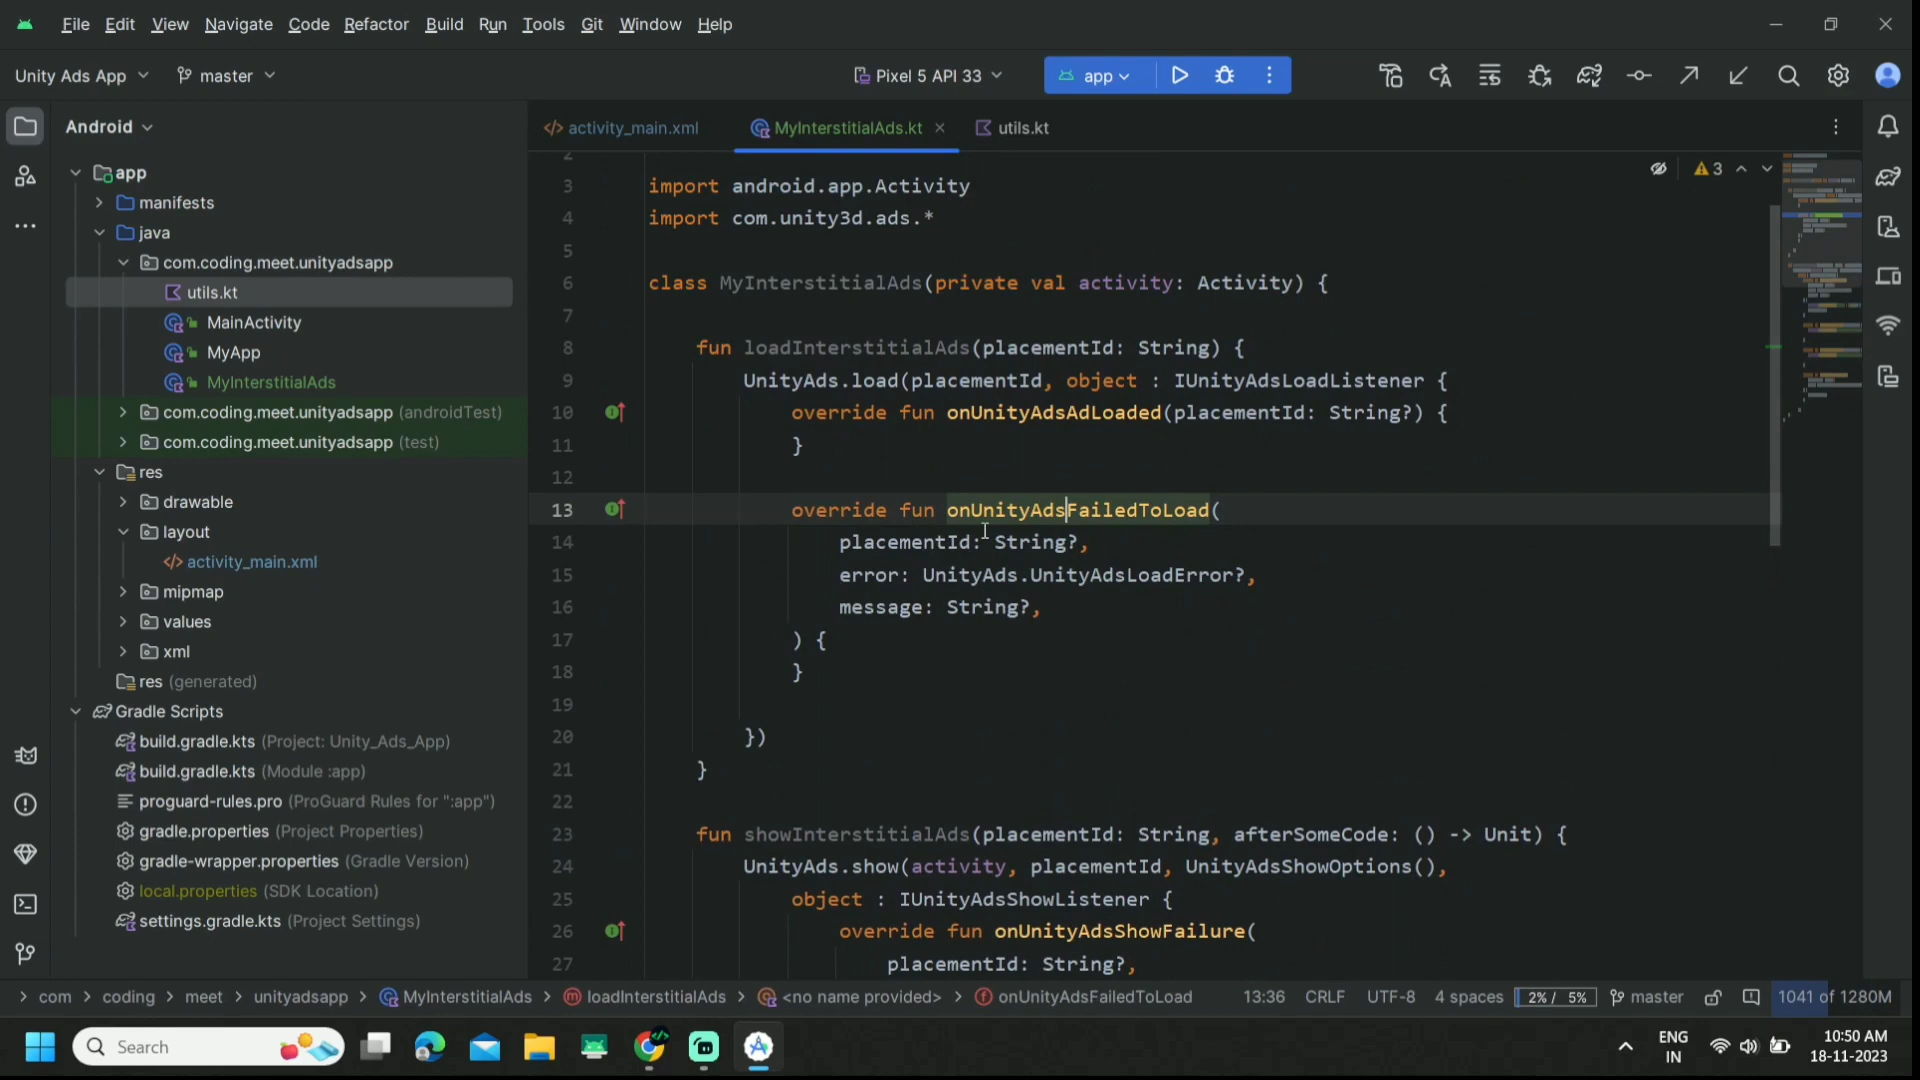 File Edit View Navigate Code Refactor Build Run Tools Git Window Help
Unity Ads App master Pixel 5 API 33 app
Android
activity_main.xml MyInterstitialAds.kt utils.kt
app
manifests
java
com.coding.meet.unityadsapp
utils.kt
MainActivity
MyApp
MyInterstitialAds
com.coding.meet.unityadsapp (androidTest)
com.coding.meet.unityadsapp (test)
res
drawable
layout
activity_main.xml
mipmap
values
xml
res (generated)
Gradle Scripts
build.gradle.kts (Project: Unity_Ads_App)
build.gradle.kts (Module :app)
proguard-rules.pro (ProGuard Rules for ":app")
gradle.properties (Project Properties)
gradle-wrapper.properties (Gradle Version)
local.properties (SDK Location)
settings.gradle.kts (Project Settings)
3
2
3 import android.app.Activity
4 import com.unity3d.ads.*
5
6 class MyInterstitialAds(private val activity: Activity) {
7
8 fun loadInterstitialAds(placementId: String) {
9 UnityAds.load(placementId, object : IUnityAdsLoadListener {
10 override fun onUnityAdsAdLoaded(placementId: String?) {
11 }
12
13 override fun onUnityAdsFailedToLoad(
14 placementId: String?,
15 error: UnityAds.UnityAdsLoadError?,
16 message: String?,
17 ) {
18 }
19
20 })
21 }
22
23 fun showInterstitialAds(placementId: String, afterSomeCode: () -> Unit) {
24 UnityAds.show(activity, placementId, UnityAdsShowOptions(),
25 object : IUnityAdsShowListener {
26 override fun onUnityAdsShowFailure(
27 placementId: String?,
> com > coding > meet > unityadsapp > MyInterstitialAds > loadInterstitialAds > <no name provided> > onUnityAdsFailedToLoad 13:36 CRLF UTF-8 4 spaces 2% / 5% master 1041 of 1280M
Search
ENG
IN
10:50 AM
18-11-2023